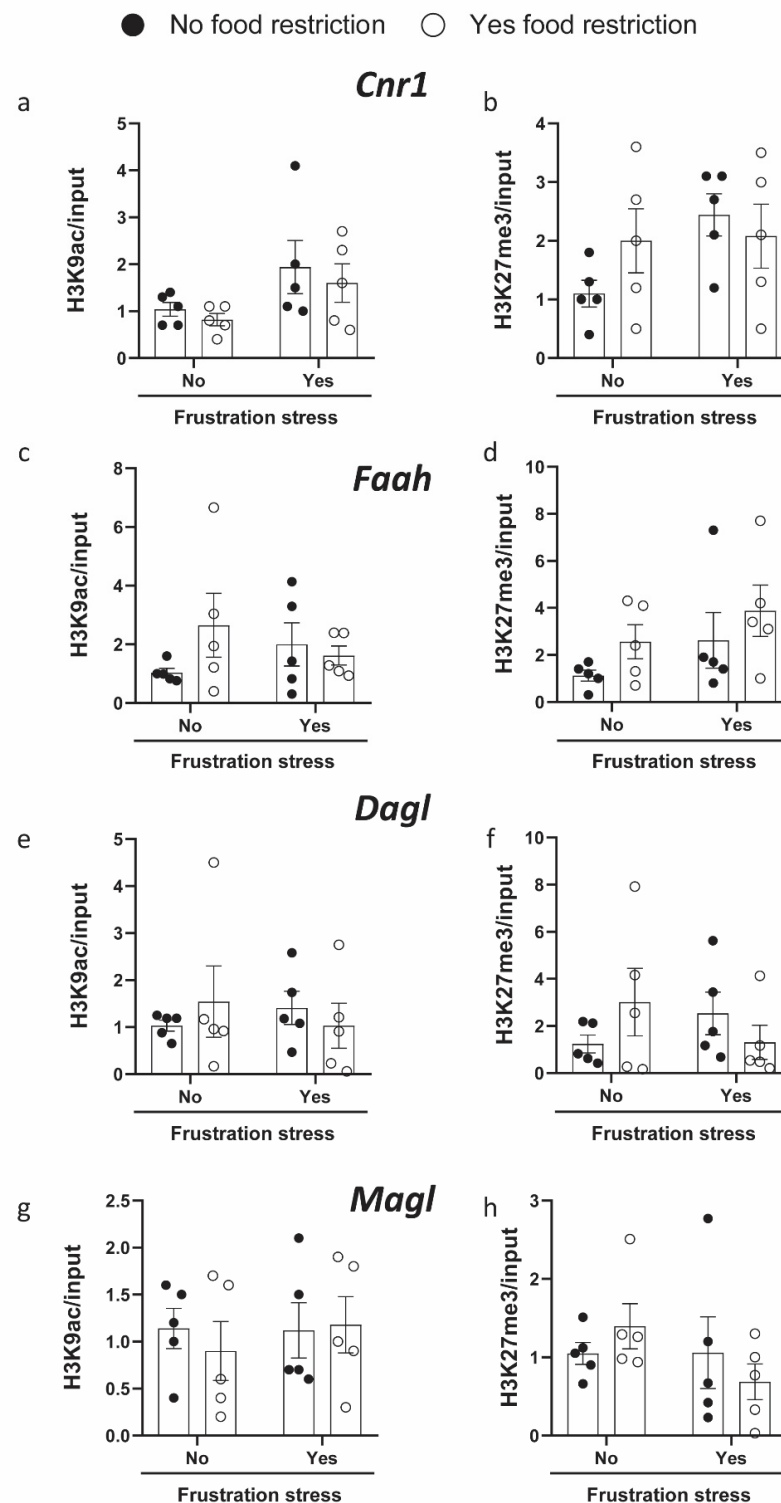 No food restriction Yes food restriction
Cnr1
a
b
H3K9ac/input
5
4
3
2
1
0
No Yes
Frustration stress
H3K27me3/input
4
3
2
1
0
No Yes
Frustration stress
Faah
c
d
H3K9ac/input
8
6
4
2
0
No Yes
Frustration stress
H3K27me3/input
10
8
6
4
2
0
No Yes
Frustration stress
Dagl
e
f
H3K9ac/input
5
4
3
2
1
0
No Yes
Frustration stress
H3K27me3/input
10
8
6
4
2
0
No Yes
Frustration stress
Magl
g
h
H3K9ac/input
2.5
2.0
1.5
1.0
0.5
0.0
No Yes
Frustration stress
H3K27me3/input
3
2
1
0
No Yes
Frustration stress